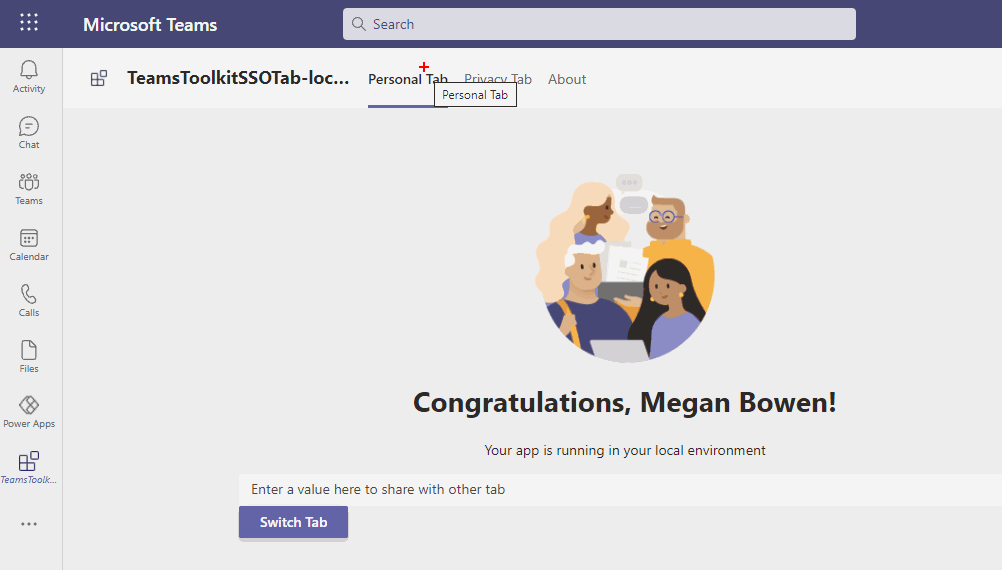 Microsoft Teams
Search
Activity
Chat
Teams
Calendar
Calls
Files
Power Apps
TeamsToolk...
TeamsToolkitSSOTab-loc...
Personal Tab
Privacy Tab
About
Personal Tab
Congratulations, Megan Bowen!
Your app is running in your local environment
Enter a value here to share with other tab
Switch Tab